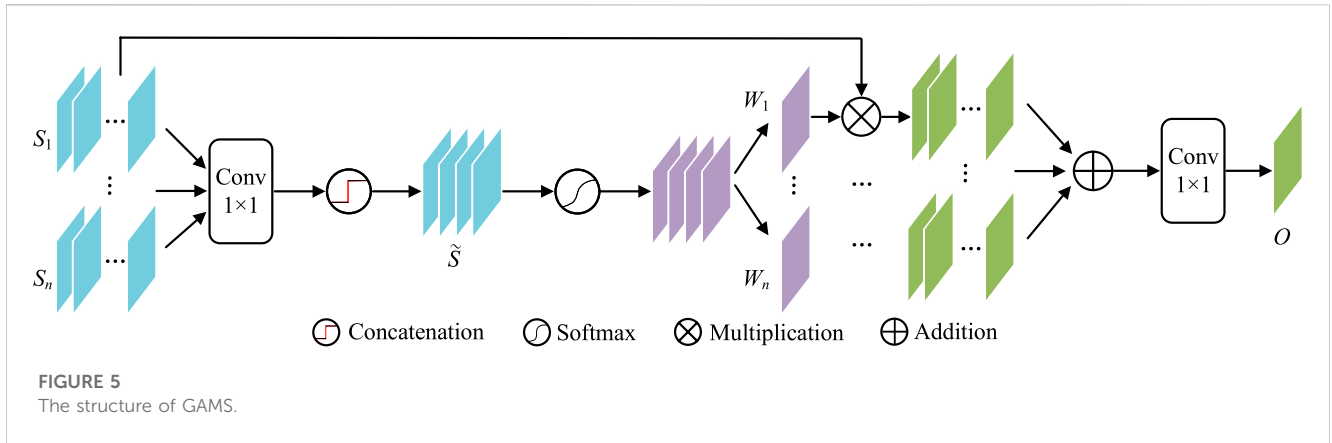 S1
Sn
Conv
1×1
S̃
W1
Wn
Conv
1×1
O
Concatenation
Softmax
Multiplication
Addition
FIGURE 5
The structure of GAMS.